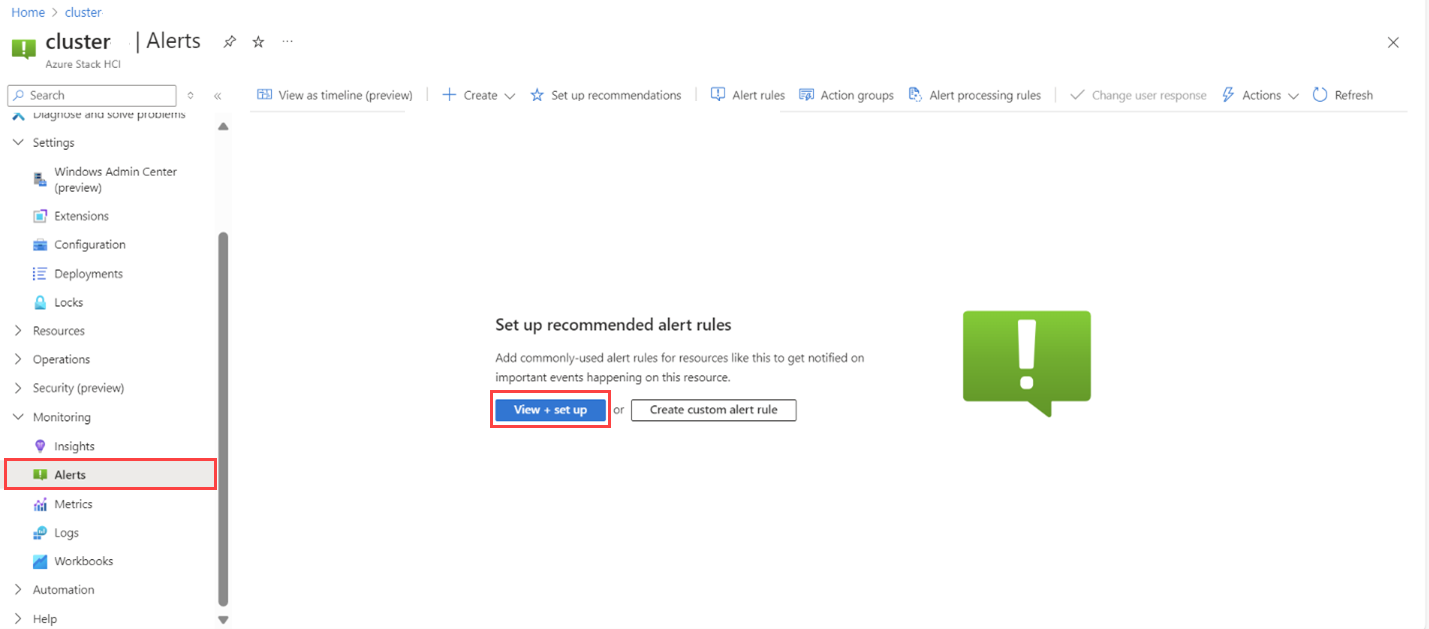 Home > cluster
cluster | Alerts
Azure Stack HCI
Search
View as timeline (preview)
Create
Set up recommendations
Alert rules
Action groups
Alert processing rules
Change user response
Actions
Refresh
Diagnose and solve problems
Settings
Windows Admin Center
(preview)
Extensions
Configuration
Deployments
Locks
Resources
Operations
Security (preview)
Monitoring
Insights
Alerts
Metrics
Logs
Workbooks
Automation
Help
Set up recommended alert rules
Add commonly-used alert rules for resources like this to get notified on
important events happening on this resource.
View + set up or Create custom alert rule